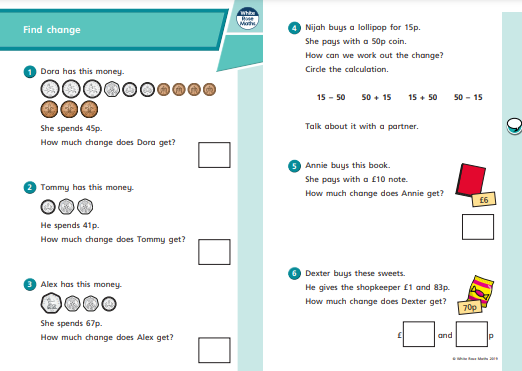 Find change
White
Rose
Maths
1 Dora has this money.
She spends 45p.
How much change does Dora get?
2 Tommy has this money.
He spends 41p.
How much change does Tommy get?
3 Alex has this money.
She spends 67p.
How much change does Alex get?
4 Nijah buys a lollipop for 15p.
She pays with a 50p coin.
How can we work out the change?
Circle the calculation.
15 – 50 50 + 15 15 + 50 50 – 15
Talk about it with a partner.
5 Annie buys this book.
She pays with a £10 note.
How much change does Annie get?
£6
6 Dexter buys these sweets.
He gives the shopkeeper £1 and 83p.
How much change does Dexter get?
70p
£ and p
© White Rose Maths 2019